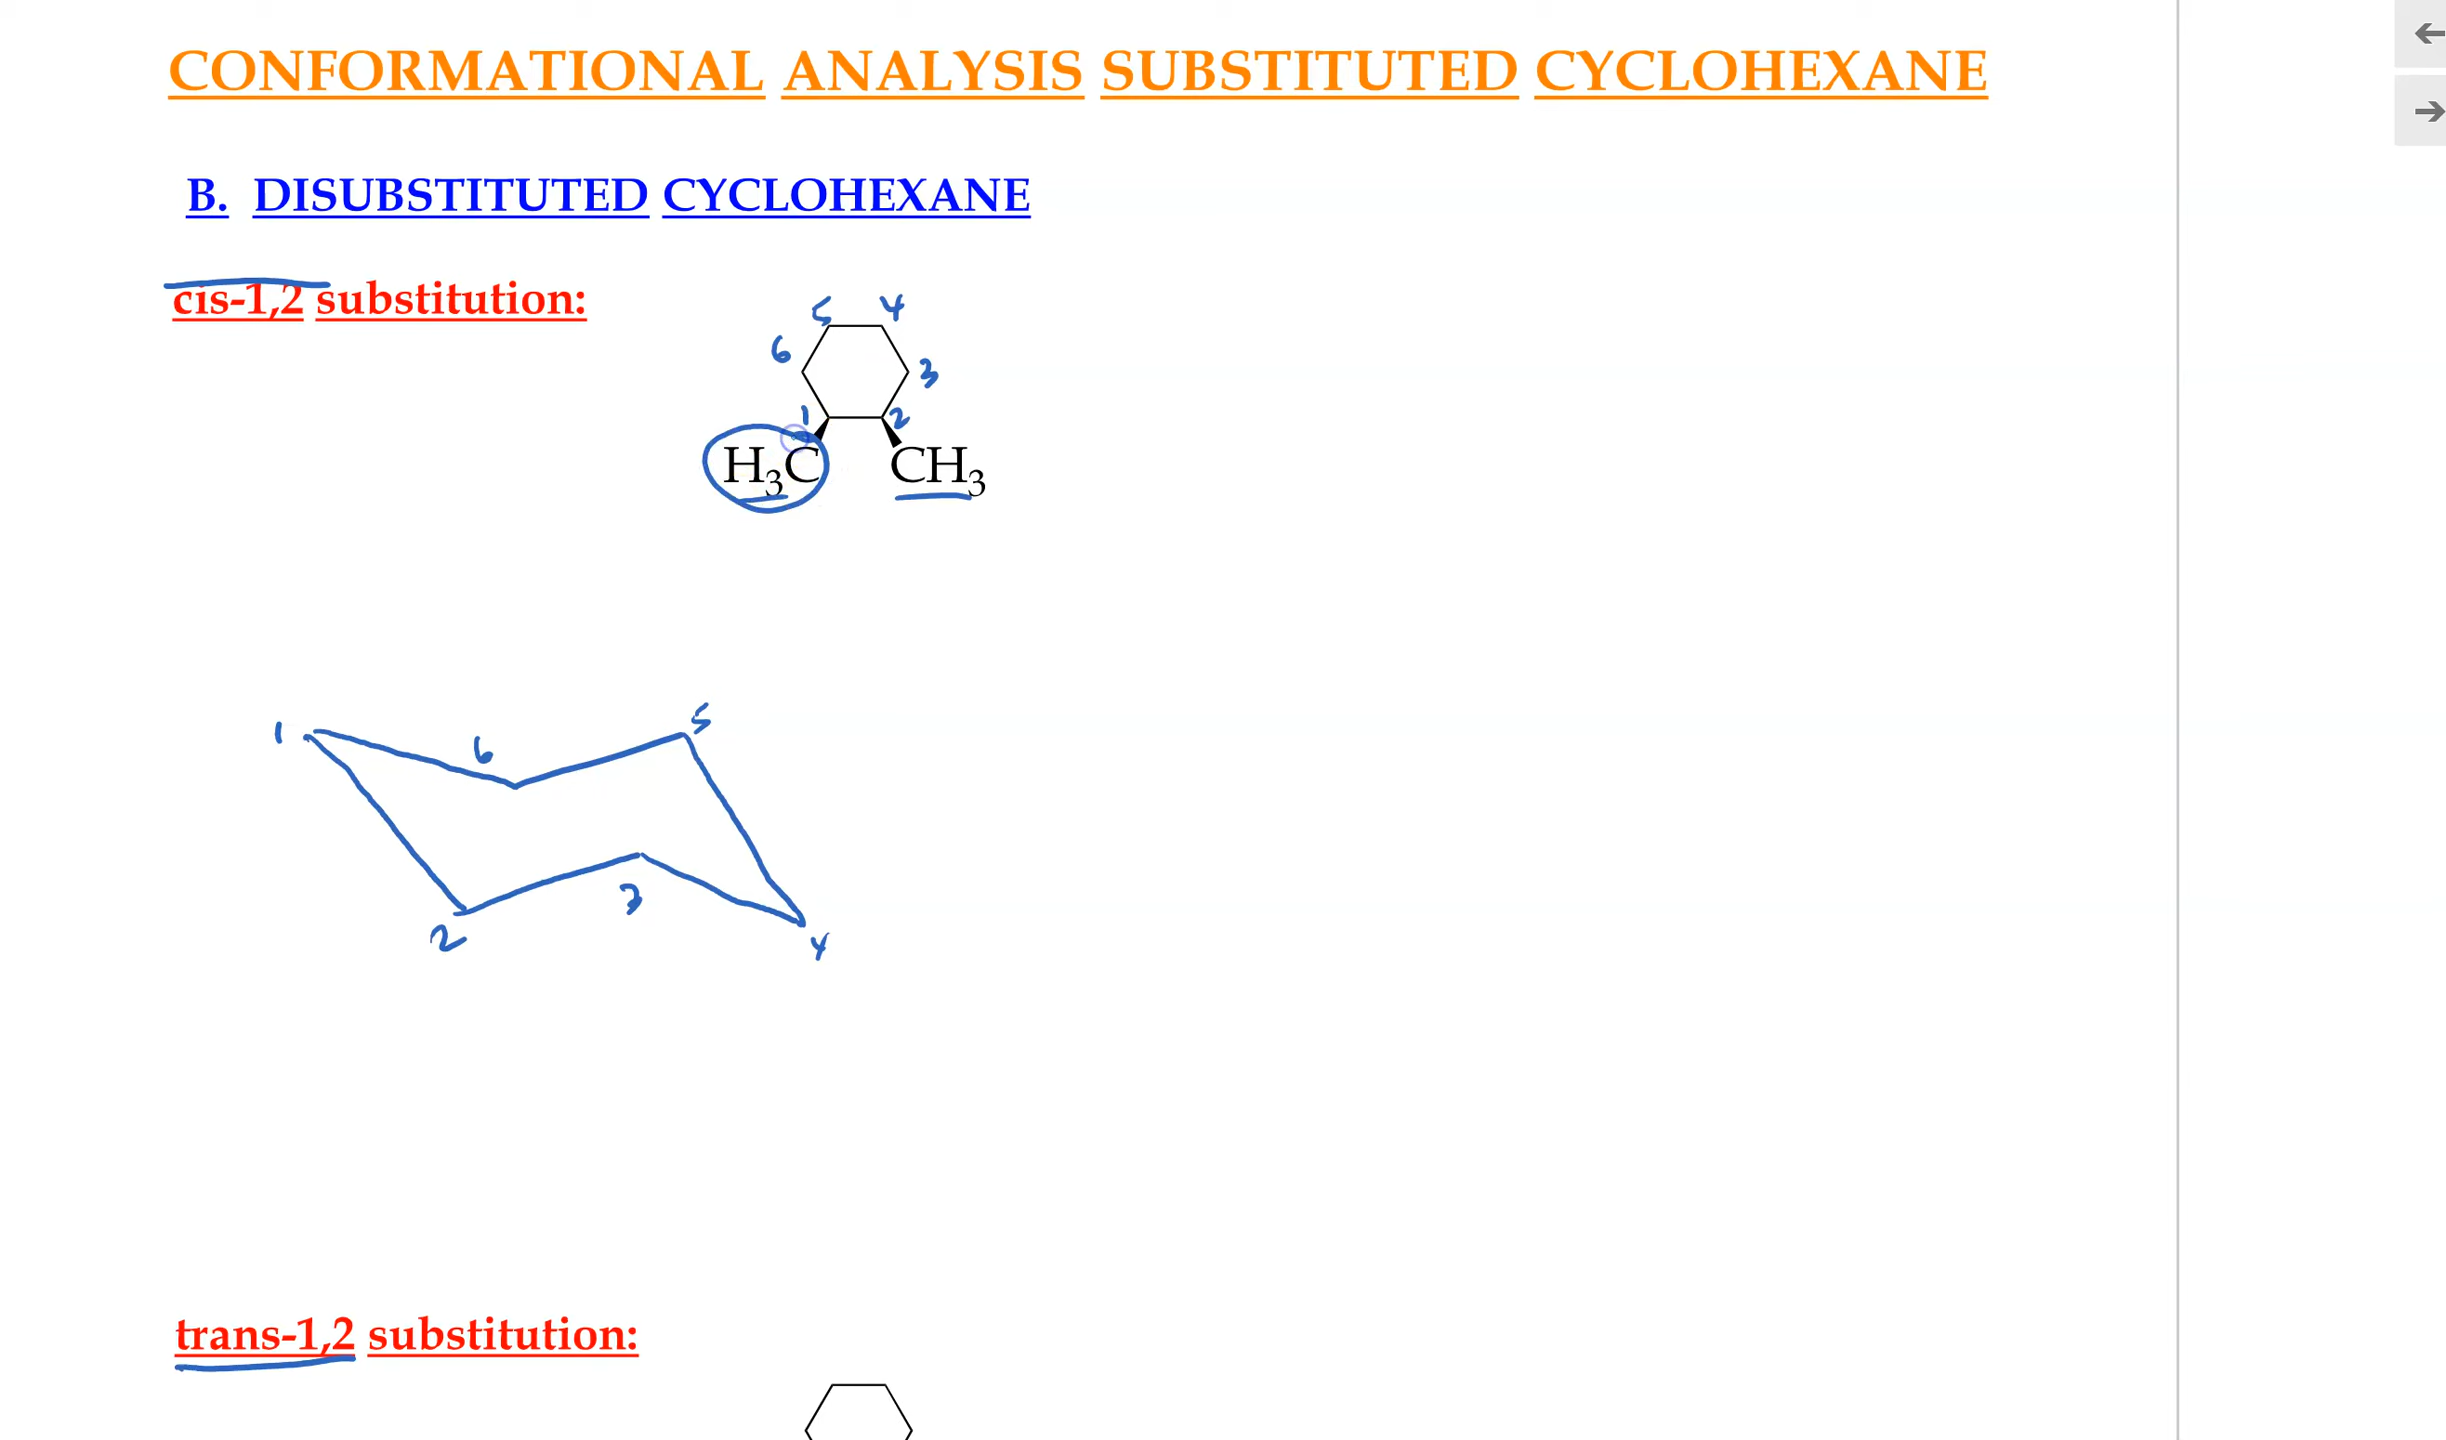 CONFORMATIONAL ANALYSIS SUBSTITUTED CYCLOHEXANE
B. DISUBSTITUTED CYCLOHEXANE
cis-1,2 substitution:
5 4
6
3
1 2
H₃C CH₃
1 6 5
3
2 4
trans-1,2 substitution: